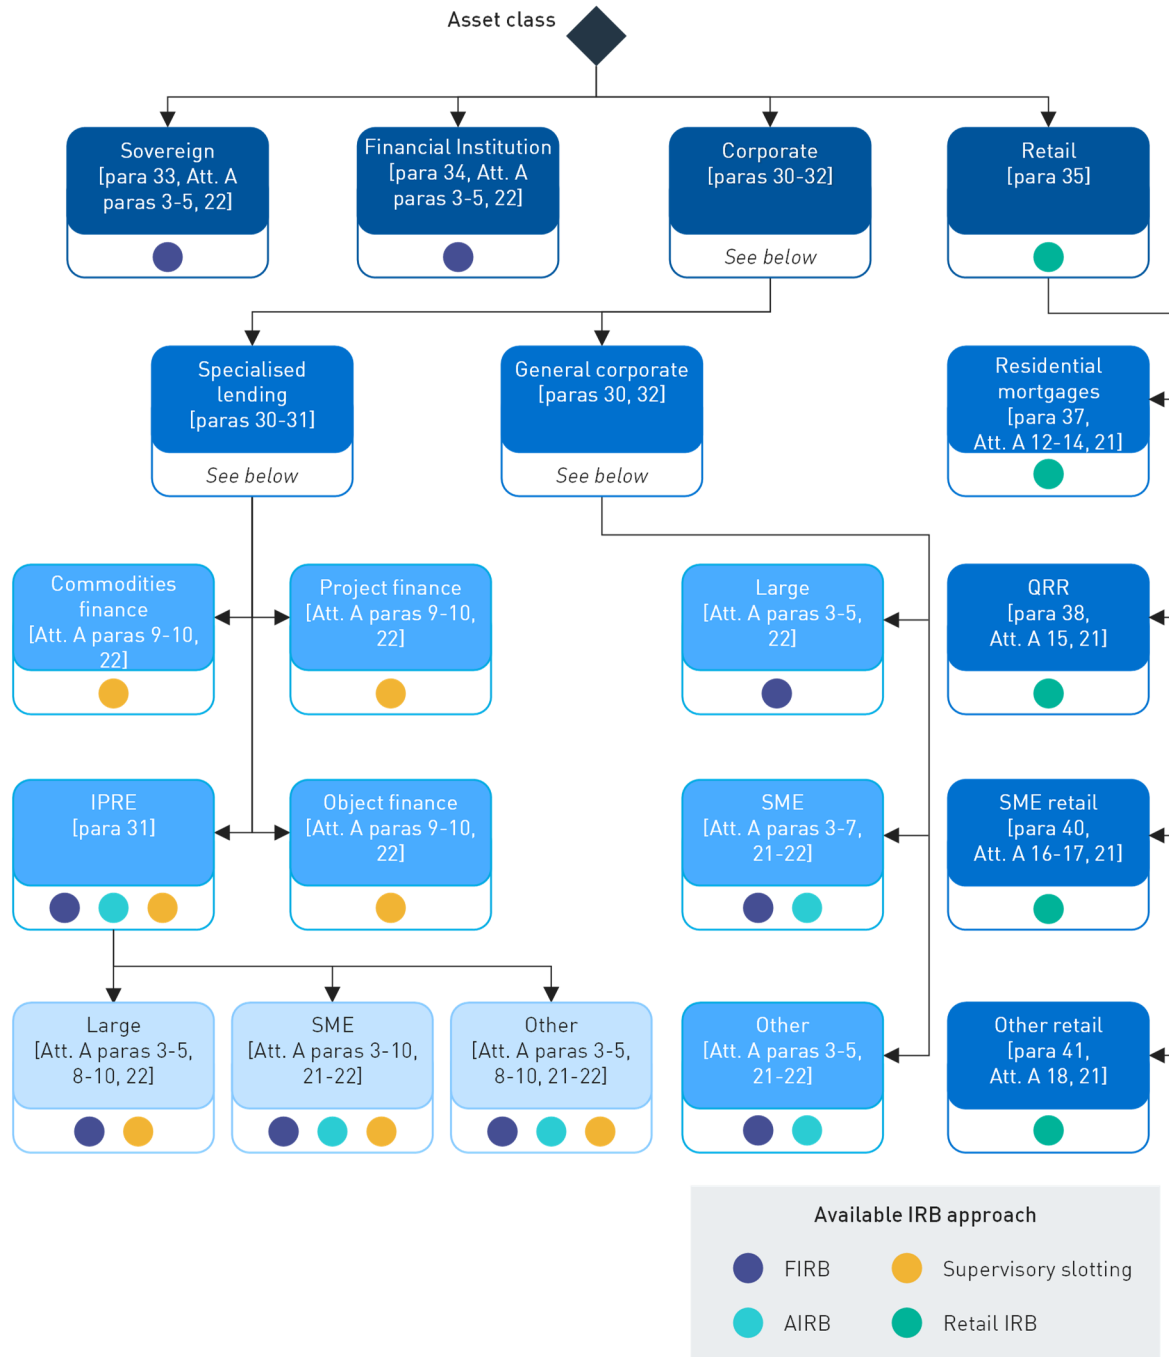 Asset class
Sovereign
[para 33, Att. A
paras 3-5, 22]
Financial Institution
[para 34, Att. A
paras 3-5, 22]
Corporate
[paras 30-32]
See below
Retail
[para 35]
Specialised
lending
[paras 30-31]
See below
General corporate
[paras 30, 32]
See below
Residential
mortgages
[para 37,
Att. A 12-14, 21]
Commodities
finance
[Att. A paras 9-10,
22]
Project finance
[Att. A paras 9-10,
22]
Large
[Att. A paras 3-5,
22]
QRR
[para 38,
Att. A 15, 21]
IPRE
[para 31]
Object finance
[Att. A paras 9-10,
22]
SME
[Att. A paras 3-7,
21-22]
SME retail
[para 40,
Att. A 16-17, 21]
Large
[Att. A paras 3-5,
8-10, 22]
SME
[Att. A paras 3-10,
21-22]
Other
[Att. A paras 3-5,
8-10, 21-22]
Other
[Att. A paras 3-5,
21-22]
Other retail
[para 41,
Att. A 18, 21]
Available IRB approach
FIRB
Supervisory slotting
AIRB
Retail IRB